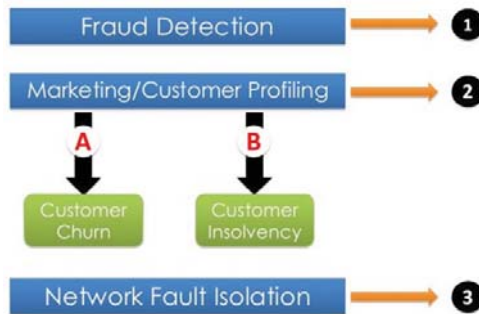 Fraud Detection
1
Marketing/Customer Profiling
2
A
B
Customer
Churn
Customer
Insolvency
Network Fault Isolation
3